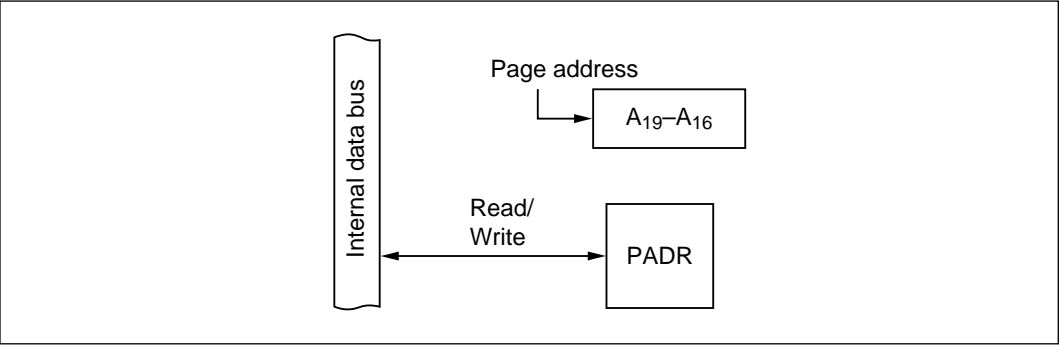 Internal data bus
Page address
A₁₉–A₁₆
Read/
Write
PADR